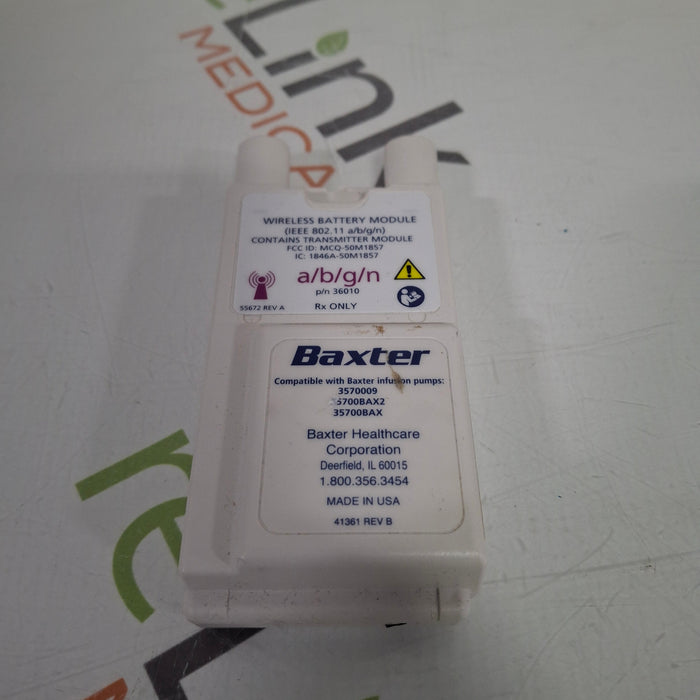 reLink
MEDICAL
WIRELESS BATTERY MODULE
(IEEE 802.11 a/b/g/n)
CONTAINS TRANSMITTER MODULE
FCC ID: MCQ-50M1857
IC: 1846A-50M1857
a/b/g/n
p/n 36010
55672 REV A
Rx ONLY
Baxter
Compatible with Baxter infusion pumps:
3570009
35700BAX2
35700BAX
Baxter Healthcare
Corporation
Deerfield, IL 60015
1.800.356.3454
MADE IN USA
41361 REV B